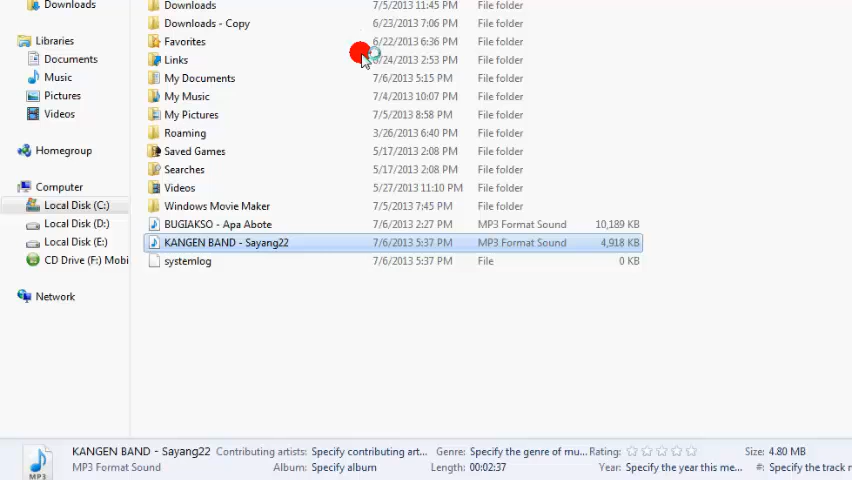 Downloads
Libraries
Documents
Music
Pictures
Videos
Homegroup
Computer
Local Disk (C:)
Local Disk (D:)
Local Disk (E:)
CD Drive (F:) Mobi
Network
Downloads 7/5/2013 11:45 PM File folder
Downloads - Copy 6/23/2013 7:06 PM File folder
Favorites 6/22/2013 6:36 PM File folder
Links 6/24/2013 2:53 PM File folder
My Documents 7/6/2013 5:15 PM File folder
My Music 7/4/2013 10:07 PM File folder
My Pictures 7/5/2013 8:58 PM File folder
Roaming 3/26/2013 6:40 PM File folder
Saved Games 5/17/2013 2:08 PM File folder
Searches 5/17/2013 2:08 PM File folder
Videos 5/27/2013 11:10 PM File folder
Windows Movie Maker 7/5/2013 7:45 PM File folder
BUGIAKSO - Apa Abote 7/6/2013 2:27 PM MP3 Format Sound 10,189 KB
KANGEN BAND - Sayang22 7/6/2013 5:37 PM MP3 Format Sound 4,918 KB
systemlog 7/6/2013 5:37 PM File 0 KB
KANGEN BAND - Sayang22 Contributing artists: Specify contributing art... Genre: Specify the genre of mu... Rating: Size: 4.80 MB
MP3 Format Sound Album: Specify album Length: 00:02:37 Year: Specify the year this me... #: Specify the track n
MP3